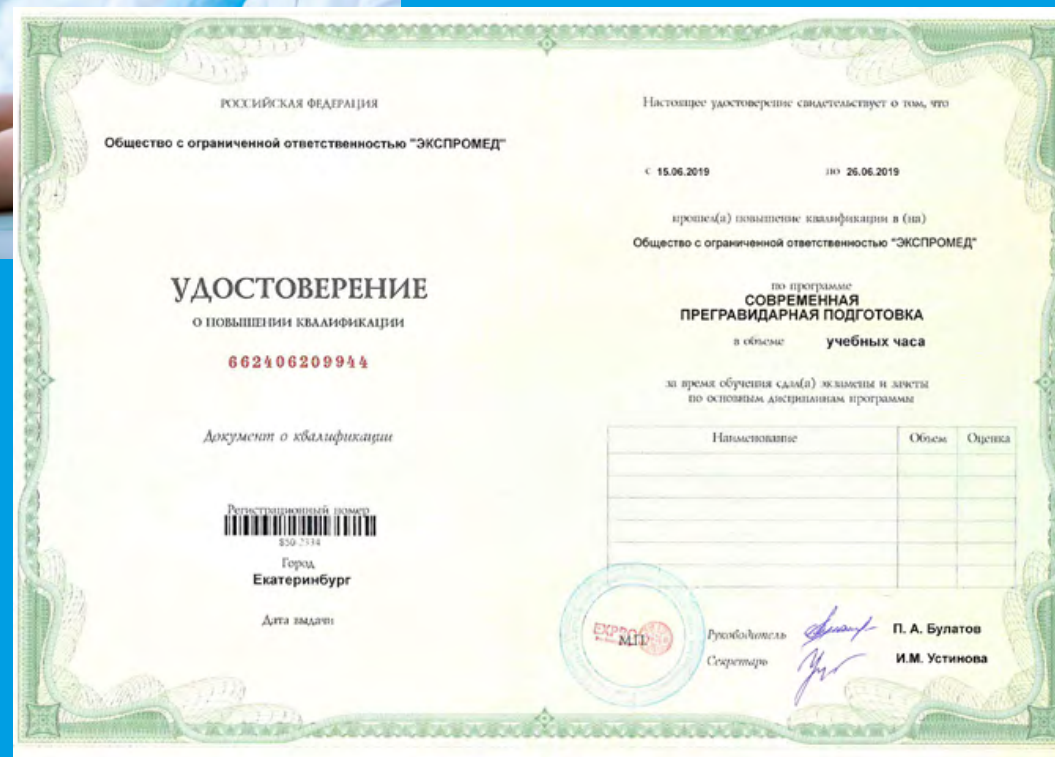 РОССИЙСКАЯ ФЕДЕРАЦИЯ
Общество с ограниченной ответственностью "ЭКСПРОМЕД"
УДОСТОВЕРЕНИЕ
О ПОВЫШЕНИИ КВАЛИФИКАЦИИ
662406209944
Документ о квалификации
Регистрационный номер
Город
Екатеринбург
Дата выдачи
Настоящее удостоверение свидетельствует о том, что
с 15.06.2019 по 26.06.2019
прошел(а) повышение квалификации в (на)
Общество с ограниченной ответственностью "ЭКСПРОМЕД"
по программе
СОВРЕМЕННАЯ
ПРЕГРАВИДАРНАЯ ПОДГОТОВКА
в объеме учебных часа
за время обучения сдал(а) экзамены и зачеты
по основным дисциплинам программы
Наименование Объем Оценка
М.П.
Руководитель П. А. Булатов
Секретарь И.М. Устинова